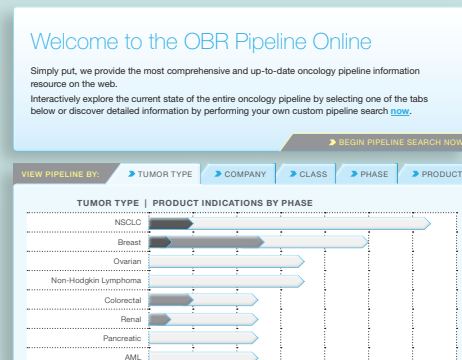 Welcome to the OBR Pipeline Online
Simply put, we provide the most comprehensive and up-to-date oncology pipeline information
resource on the web.
Interactively explore the current state of the entire oncology pipeline by selecting one of the tabs
below or discover detailed information by performing your own custom pipeline search now.
BEGIN PIPELINE SEARCH NOW
VIEW PIPELINE BY: TUMOR TYPE COMPANY CLASS PHASE PRODUCT
TUMOR TYPE | PRODUCT INDICATIONS BY PHASE
NSCLC
Breast
Ovarian
Non-Hodgkin Lymphoma
Colorectal
Renal
Pancreatic
AML